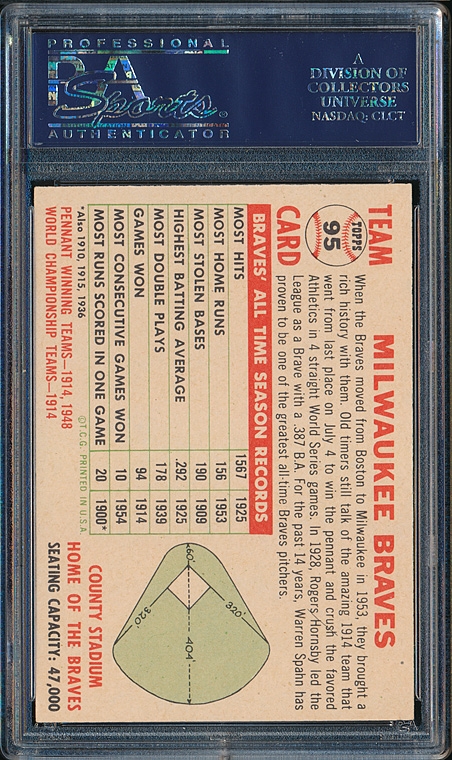 PROFESSIONAL
PSA
Sports
AUTHENTICATOR
A
DIVISION OF
COLLECTORS
UNIVERSE
NASDAQ: CLCT
TEAM
TOPPS
95
CARD
MILWAUKEE BRAVES
When the Braves moved from Boston to Milwaukee in 1953, they brought a
rich history with them. Old timers still talk of the amazing 1914 team that
went from last place on July 4 to win the pennant and crush the favored
Athletics in 4 straight World Series games. In 1928, Rogers Hornsby led the
League as a Brave with a .387 B.A. For the past 14 years, Warren Spahn has
proven to be one of the greatest all-time Braves pitchers.
BRAVES' ALL TIME SEASON RECORDS
MOST HITS 1567 1925
MOST HOME RUNS 156 1953
MOST STOLEN BASES 190 1909
HIGHEST BATTING AVERAGE .292 1925
MOST DOUBLE PLAYS 178 1939
GAMES WON 94 1914
MOST CONSECUTIVE GAMES WON 10 1954
MOST RUNS SCORED IN ONE GAME 20 1900*
*Also 1910, 1915, 1936
©T.C.G. PRINTED IN U.S.A.
PENNANT WINNING TEAMS—1914, 1948
WORLD CHAMPIONSHIP TEAMS—1914
60'
320'
404'
320'
COUNTY STADIUM
HOME OF THE BRAVES
SEATING CAPACITY: 47,000